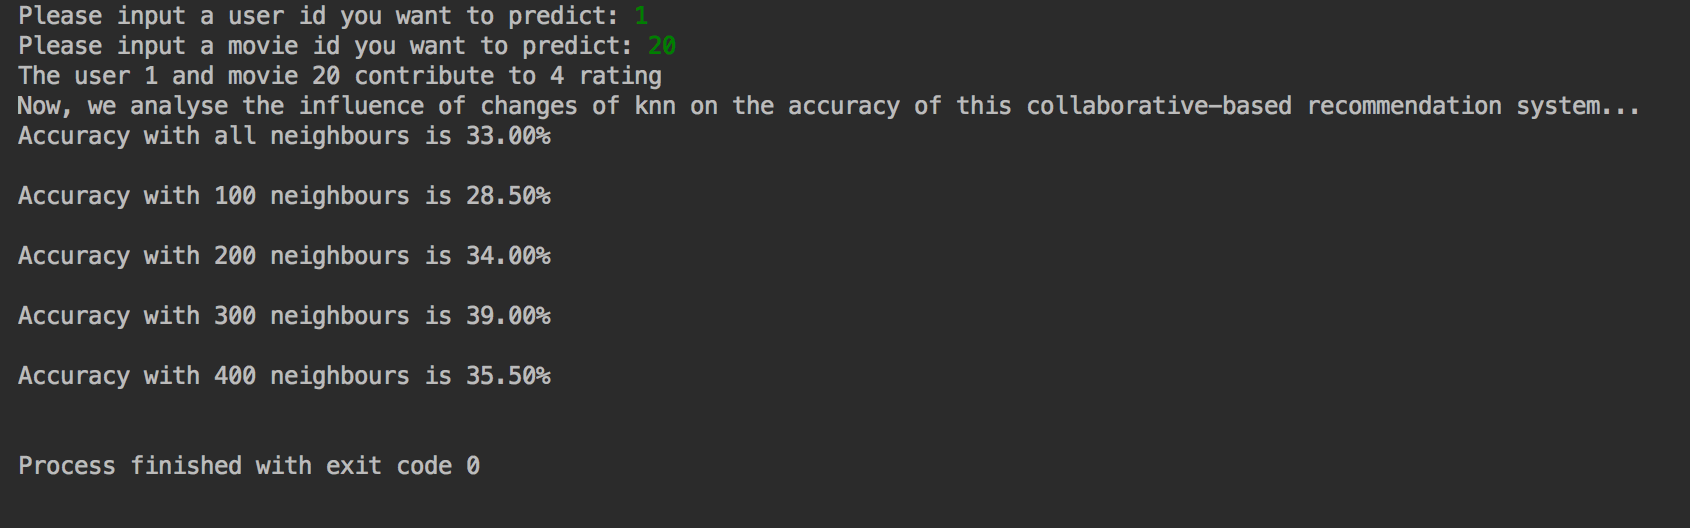 Please input a user id you want to predict: 1
Please input a movie id you want to predict: 20
The user 1 and movie 20 contribute to 4 rating
Now, we analyse the influence of changes of knn on the accuracy of this collaborative-based recommendation system...
Accuracy with all neighbours is 33.00%
Accuracy with 100 neighbours is 28.50%
Accuracy with 200 neighbours is 34.00%
Accuracy with 300 neighbours is 39.00%
Accuracy with 400 neighbours is 35.50%
Process finished with exit code 0